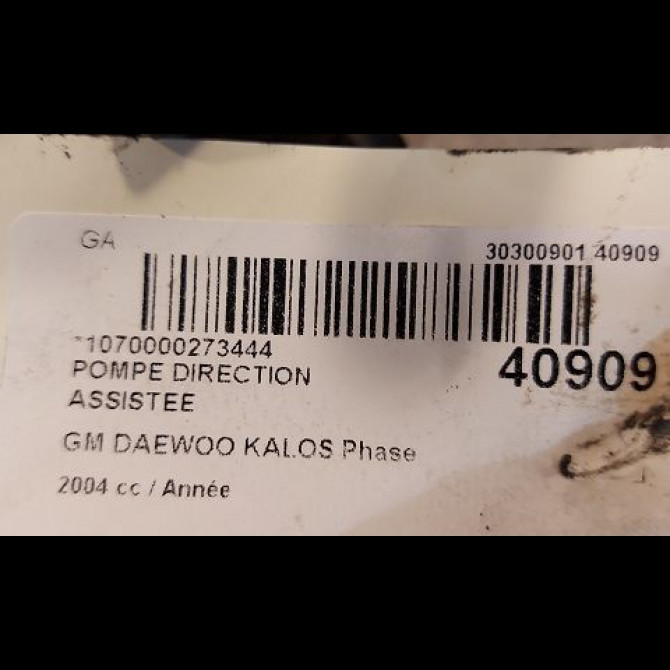 GA
30300901 40909
*1070000273444
40909
POMPE DIRECTION
ASSISTEE
GM DAEWOO KALOS Phase
2004 cc / Année